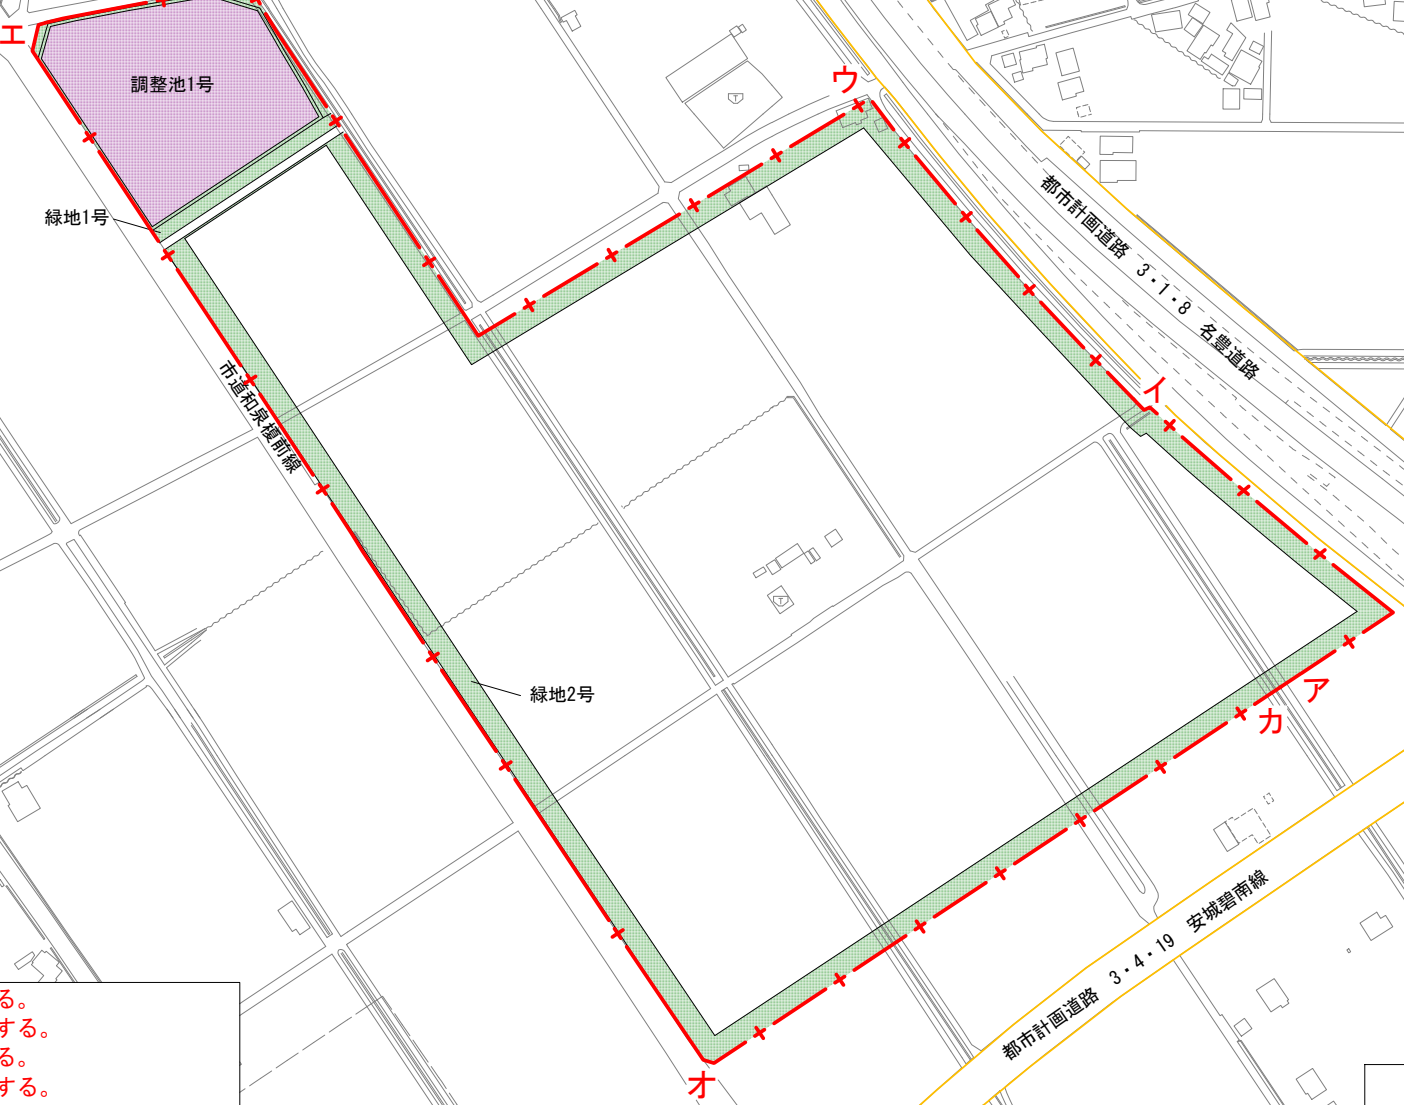 エ
調整池1号
ウ
緑地1号
都市計画道路 3・1・8 名豊道路
イ
市道和泉榎前線
緑地2号
ア
カ
都市計画道路 3・4・19 安城碧南線
る。
する。
る。
する。
オ